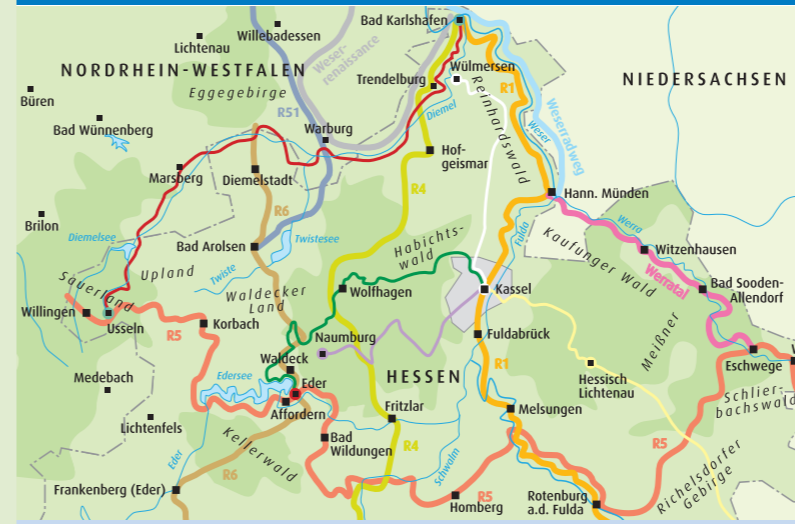 Bad Karlshafen
Willebadessen
Lichtenau
Weser-
renaissance
NORDRHEIN-WESTFALEN
Eggegebirge
Trendelburg
Wülmersen
R1
NIEDERSACHSEN
Büren
R51
Diemel
Reinhardswald
Weser
Weserradweg
Bad Wünnenberg
Warburg
Hof-
geismar
Marsberg
Diemelstadt
R4
Hann. Münden
R6
Brilon
Diemelsee
Bad Arolsen
Twistesee
Habichts-
wald
Fulda
Werra
Kaufunger Wald
Witzenhausen
Werratal
Sauerland
Upland
Twiste
Waldecker
Land
Wolfhagen
Kassel
Bad Sooden-
Allendorf
Willingen
Usseln
R5
Korbach
Naumburg
Fuldabrück
Meißner
Waldeck
R1
Eschwege
Medebach
Edersee
Eder
HESSEN
Hessisch
Lichtenau
Schlier-
bachswald
Affordern
Fritzlar
Melsungen
Lichtenfels
Kellerwald
Bad
Wildungen
R4
Schwalm
R5
Richelsdorfer
Gebirge
Eder
R6
Frankenberg (Eder)
R5
Homberg
Rotenburg
a.d. Fulda